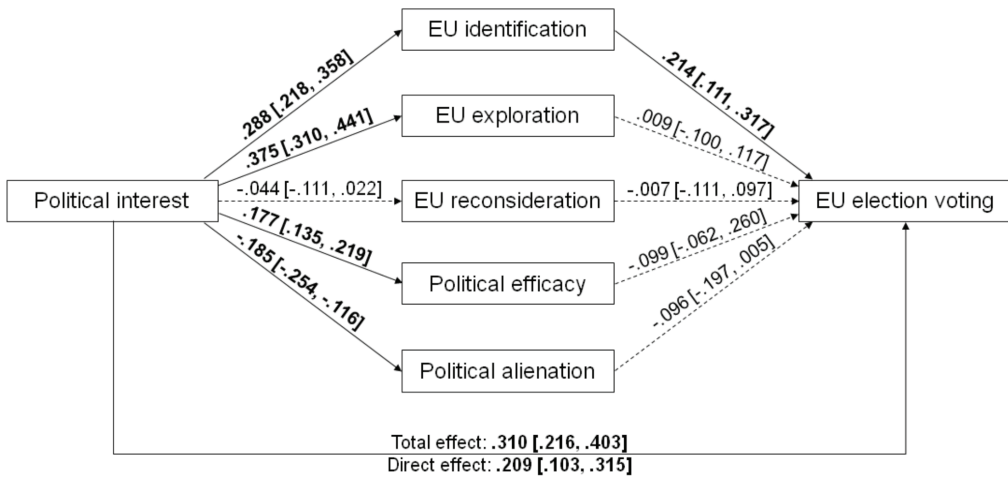 EU identification
.288 [.218, .358]
.214 [.111, .317]
EU exploration
.375 [.310, .441]
.009 [-.100, .117]
Political interest
-.044 [-.111, .022]
EU reconsideration
-.007 [-.111, .097]
EU election voting
.177 [.135, .219]
-.099 [-.062, .260]
Political efficacy
-.185 [-.254, -.116]
-.096 [-.197, .005]
Political alienation
Total effect: .310 [.216, .403]
Direct effect: .209 [.103, .315]